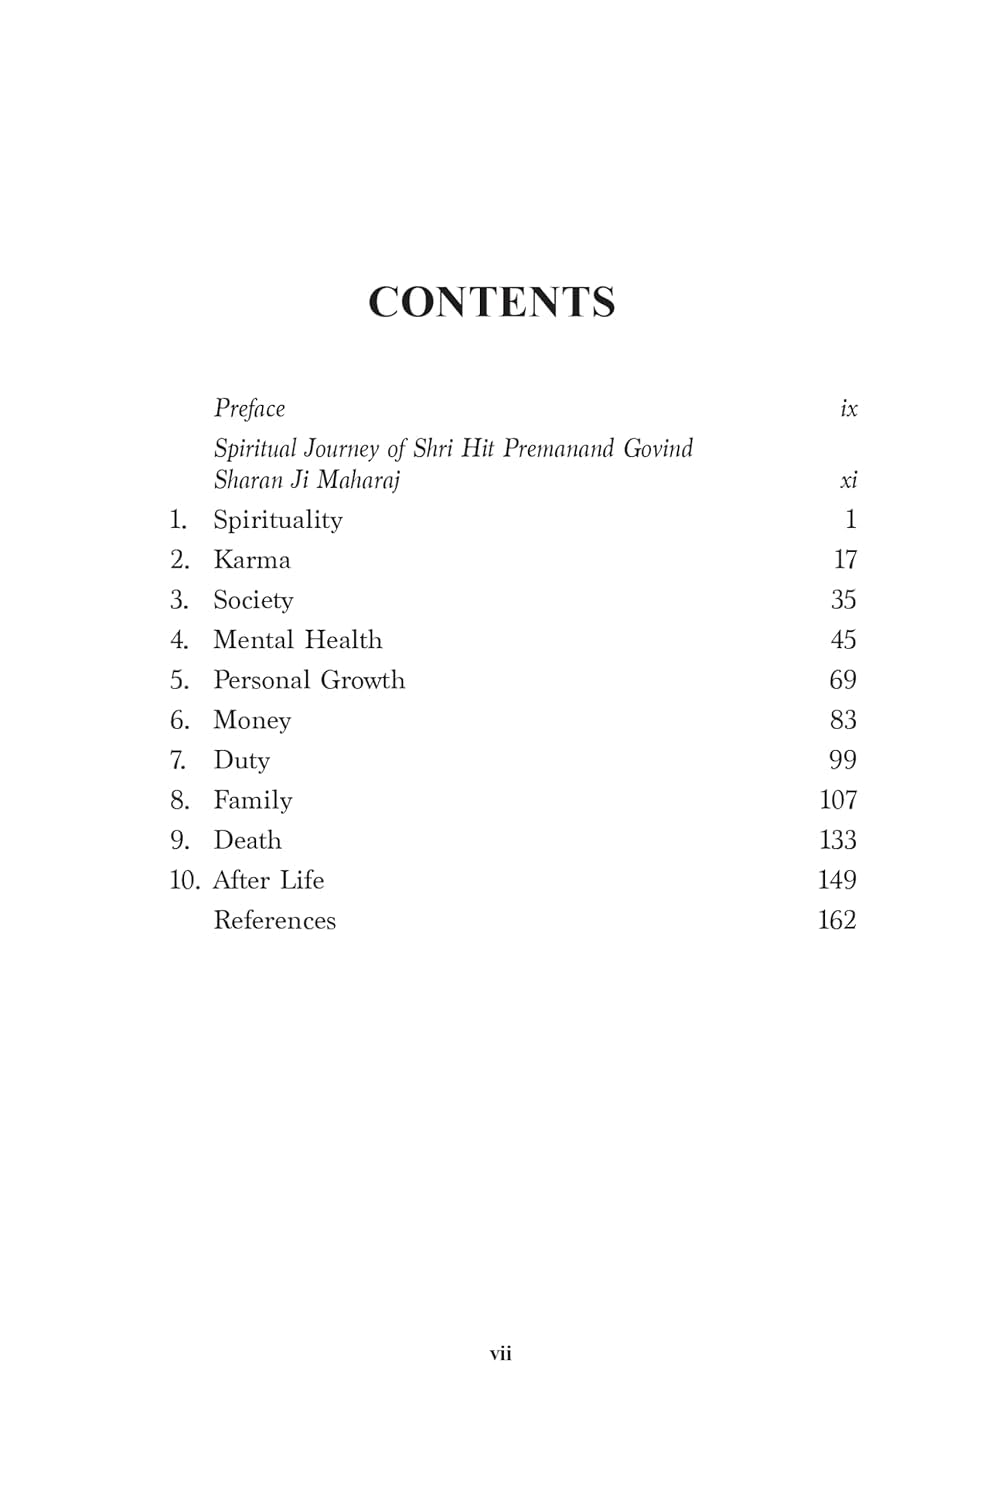 CONTENTS
Preface ix
Spiritual Journey of Shri Hit Premanand Govind
Sharan Ji Maharaj xi
1. Spirituality 1
2. Karma 17
3. Society 35
4. Mental Health 45
5. Personal Growth 69
6. Money 83
7. Duty 99
8. Family 107
9. Death 133
10. After Life 149
References 162
vii